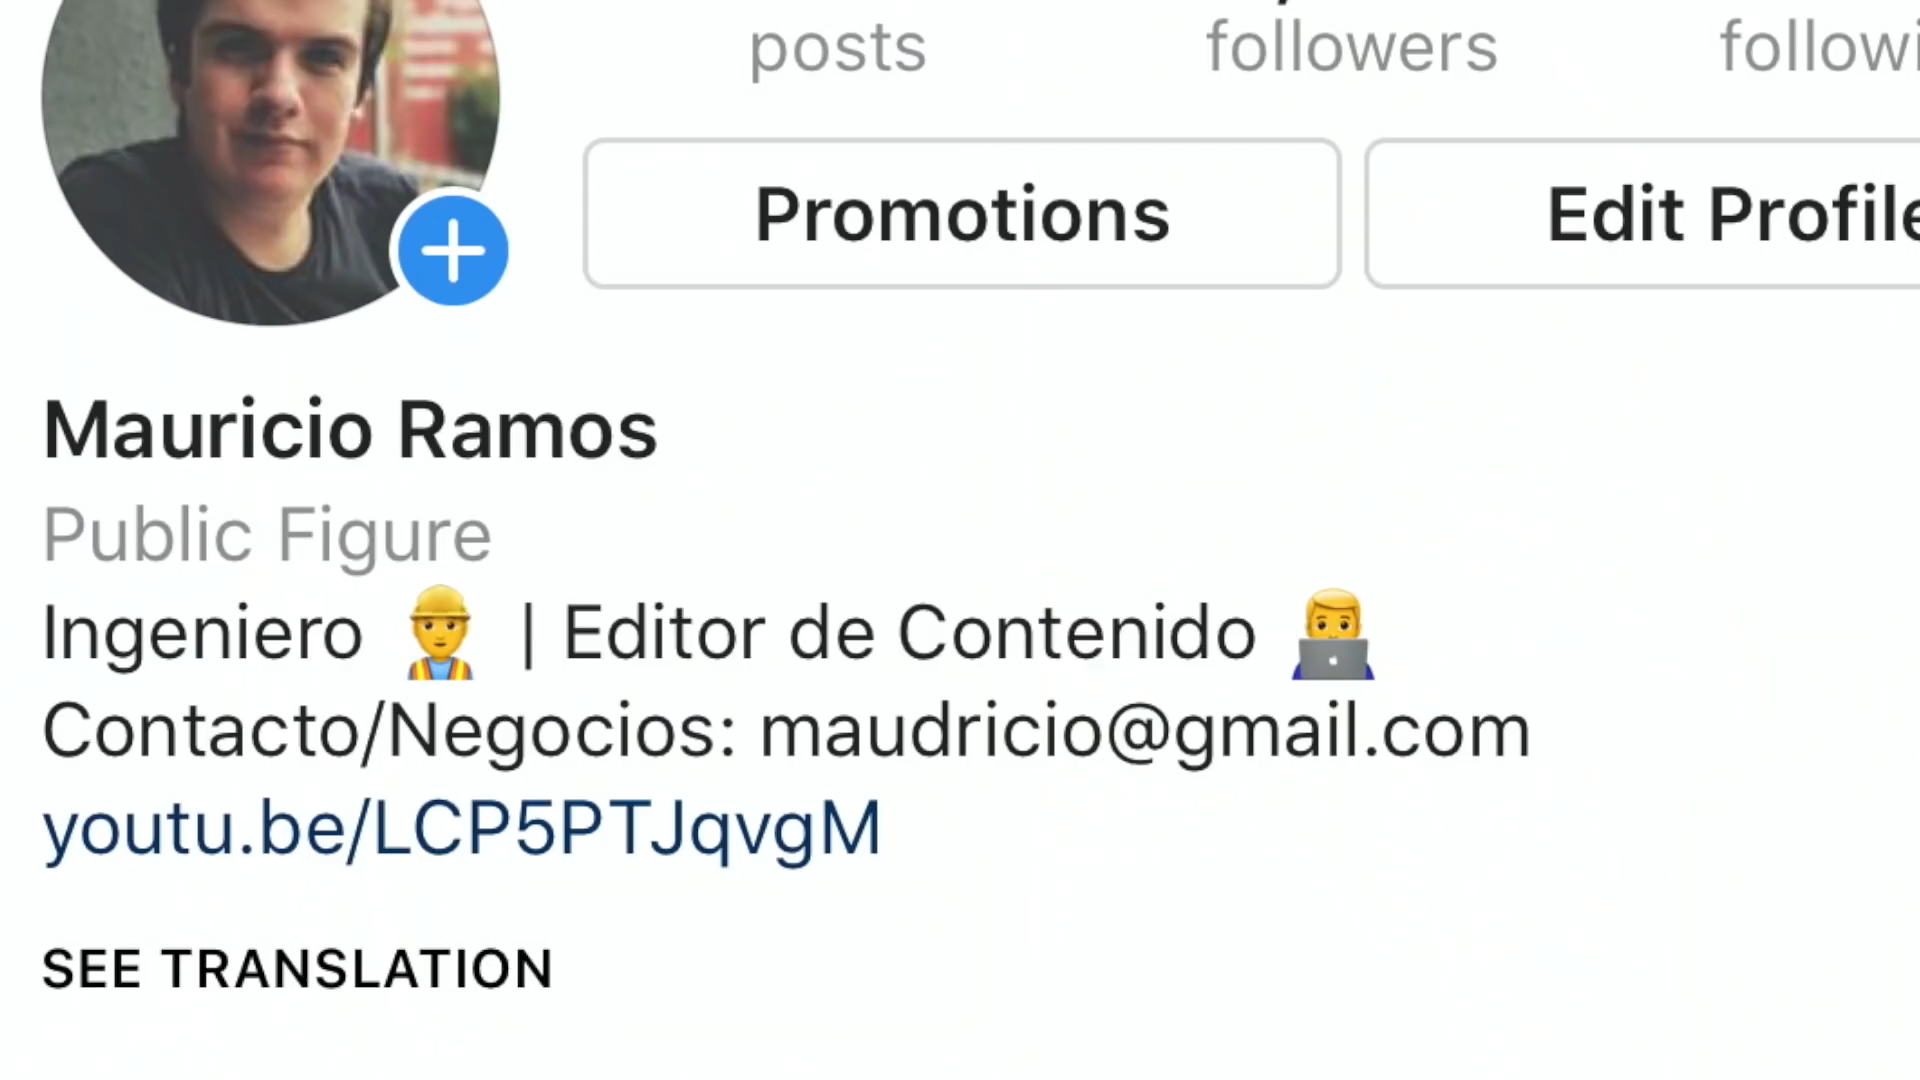 posts followers followi
Promotions Edit Profile
Mauricio Ramos
Public Figure
Ingeniero 👷‍♂️ | Editor de Contenido 👨‍💻
Contacto/Negocios: maudricio@gmail.com
youtu.be/LCP5PTJqvgM
SEE TRANSLATION